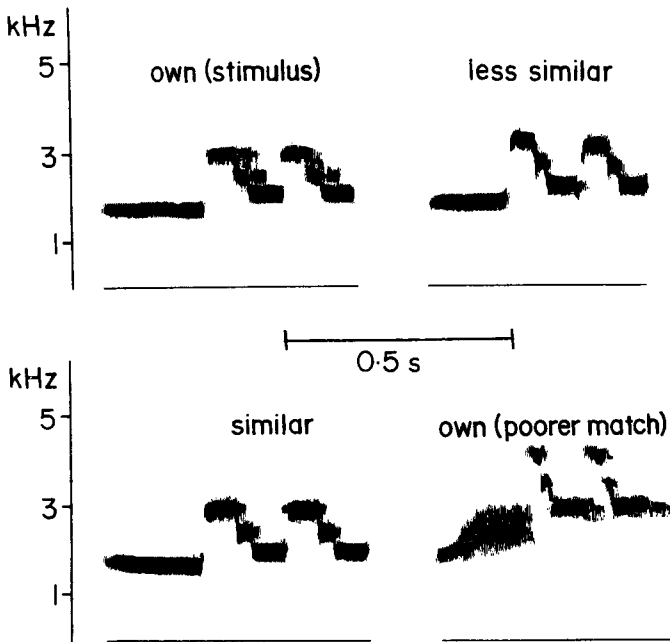 kHz
5
3
1
own (stimulus)
less similar
0·5 s
kHz
5
3
1
similar
own (poorer match)